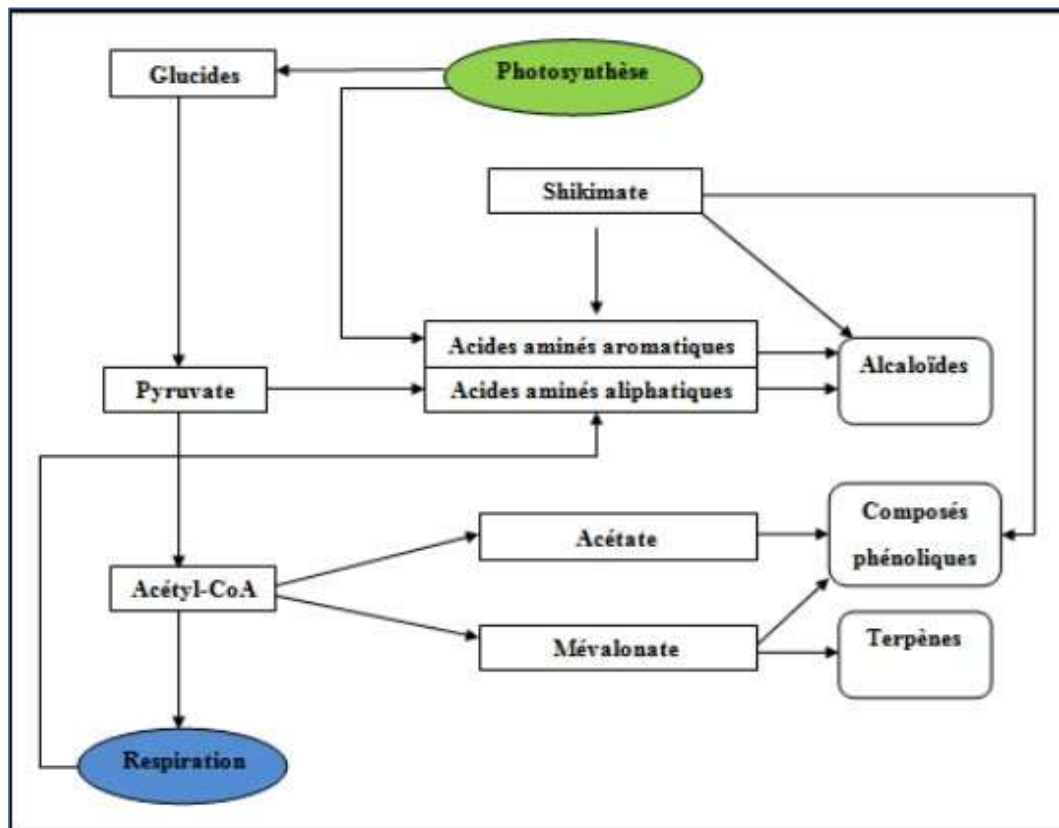 Photosynthèse
Glucides
Shikimate
Acides aminés aromatiques
Alcaloïdes
Pyruvate
Acides aminés aliphatiques
Composés
phénoliques
Acétate
Acétyl-CoA
Mévalonate
Terpènes
Respiration